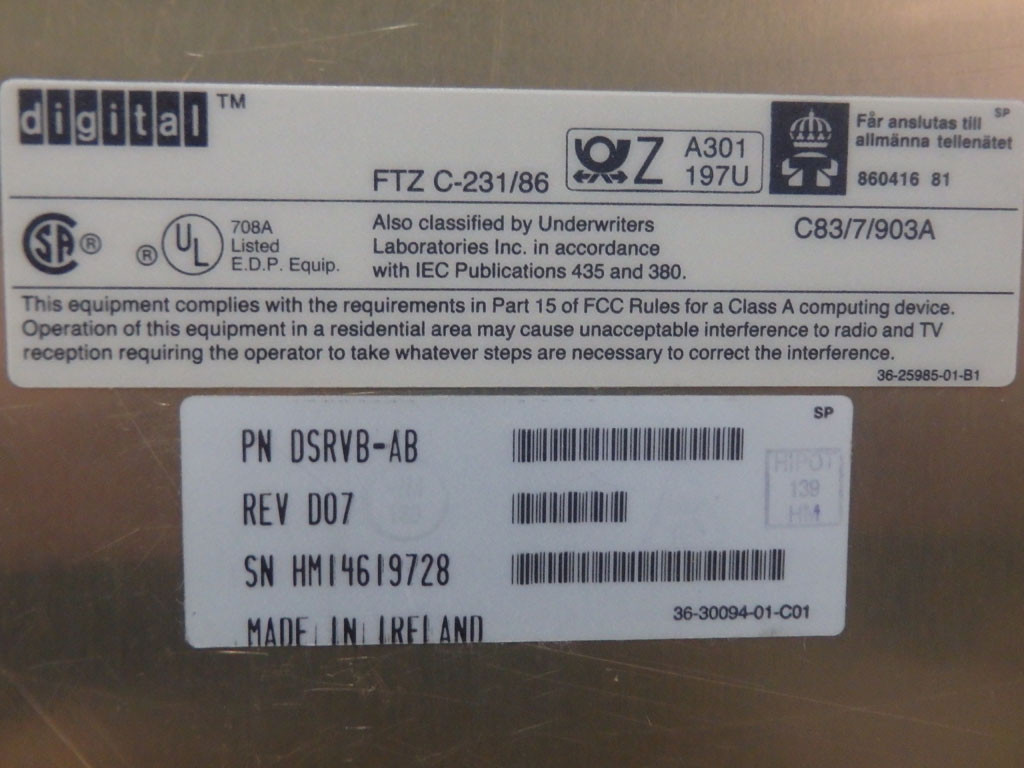 digital™
FTZ C-231/86
Z A301
197U
SP
Får anslutas till
allmänna tellenätet
860416 81
SA®
® UL
708A
Listed
E.D.P. Equip.
Also classified by Underwriters
Laboratories Inc. in accordance
with IEC Publications 435 and 380.
C83/7/903A
This equipment complies with the requirements in Part 15 of FCC Rules for a Class A computing device.
Operation of this equipment in a residential area may cause unacceptable interference to radio and TV
reception requiring the operator to take whatever steps are necessary to correct the interference.
36-25985-01-B1
SP
PN DSRVB-AB
REV D07
SN HM14619728
MADE IN IRELAND
HIPOT
139
HM
36-30094-01-C01